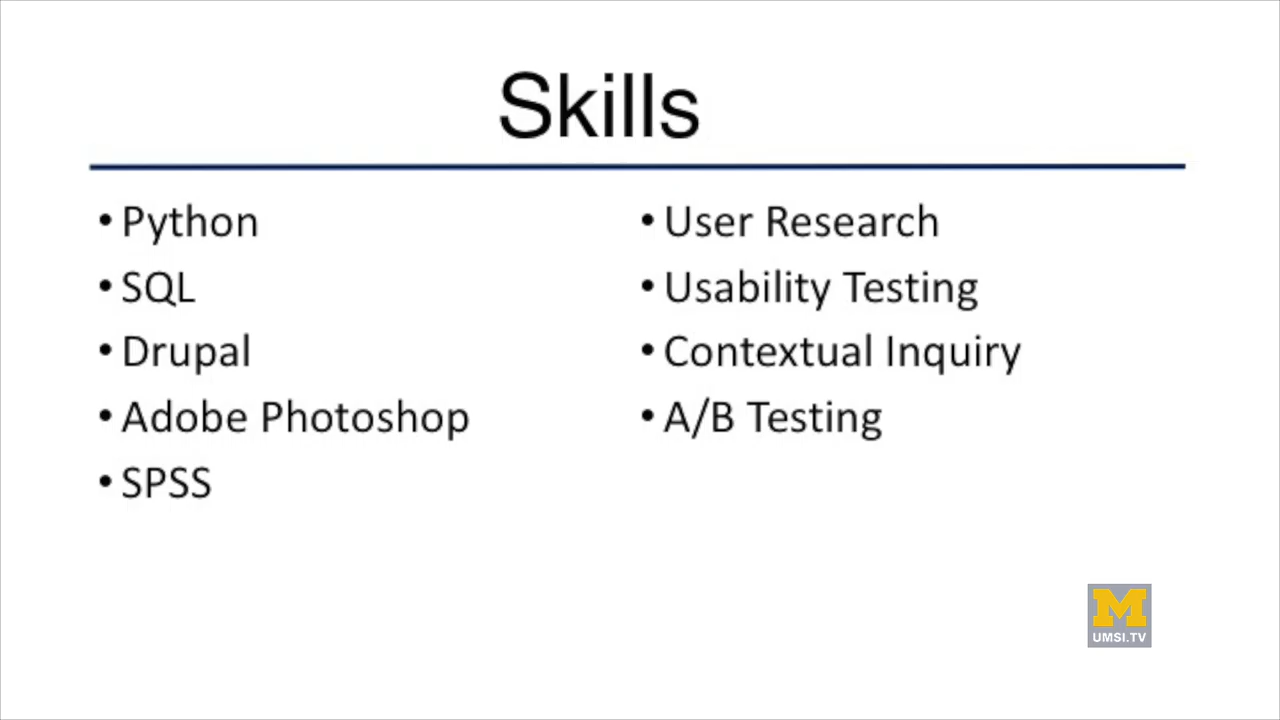 Skills
• Python
• SQL
• Drupal
• Adobe Photoshop
• SPSS
• User Research
• Usability Testing
• Contextual Inquiry
• A/B Testing
M
UMSI.TV